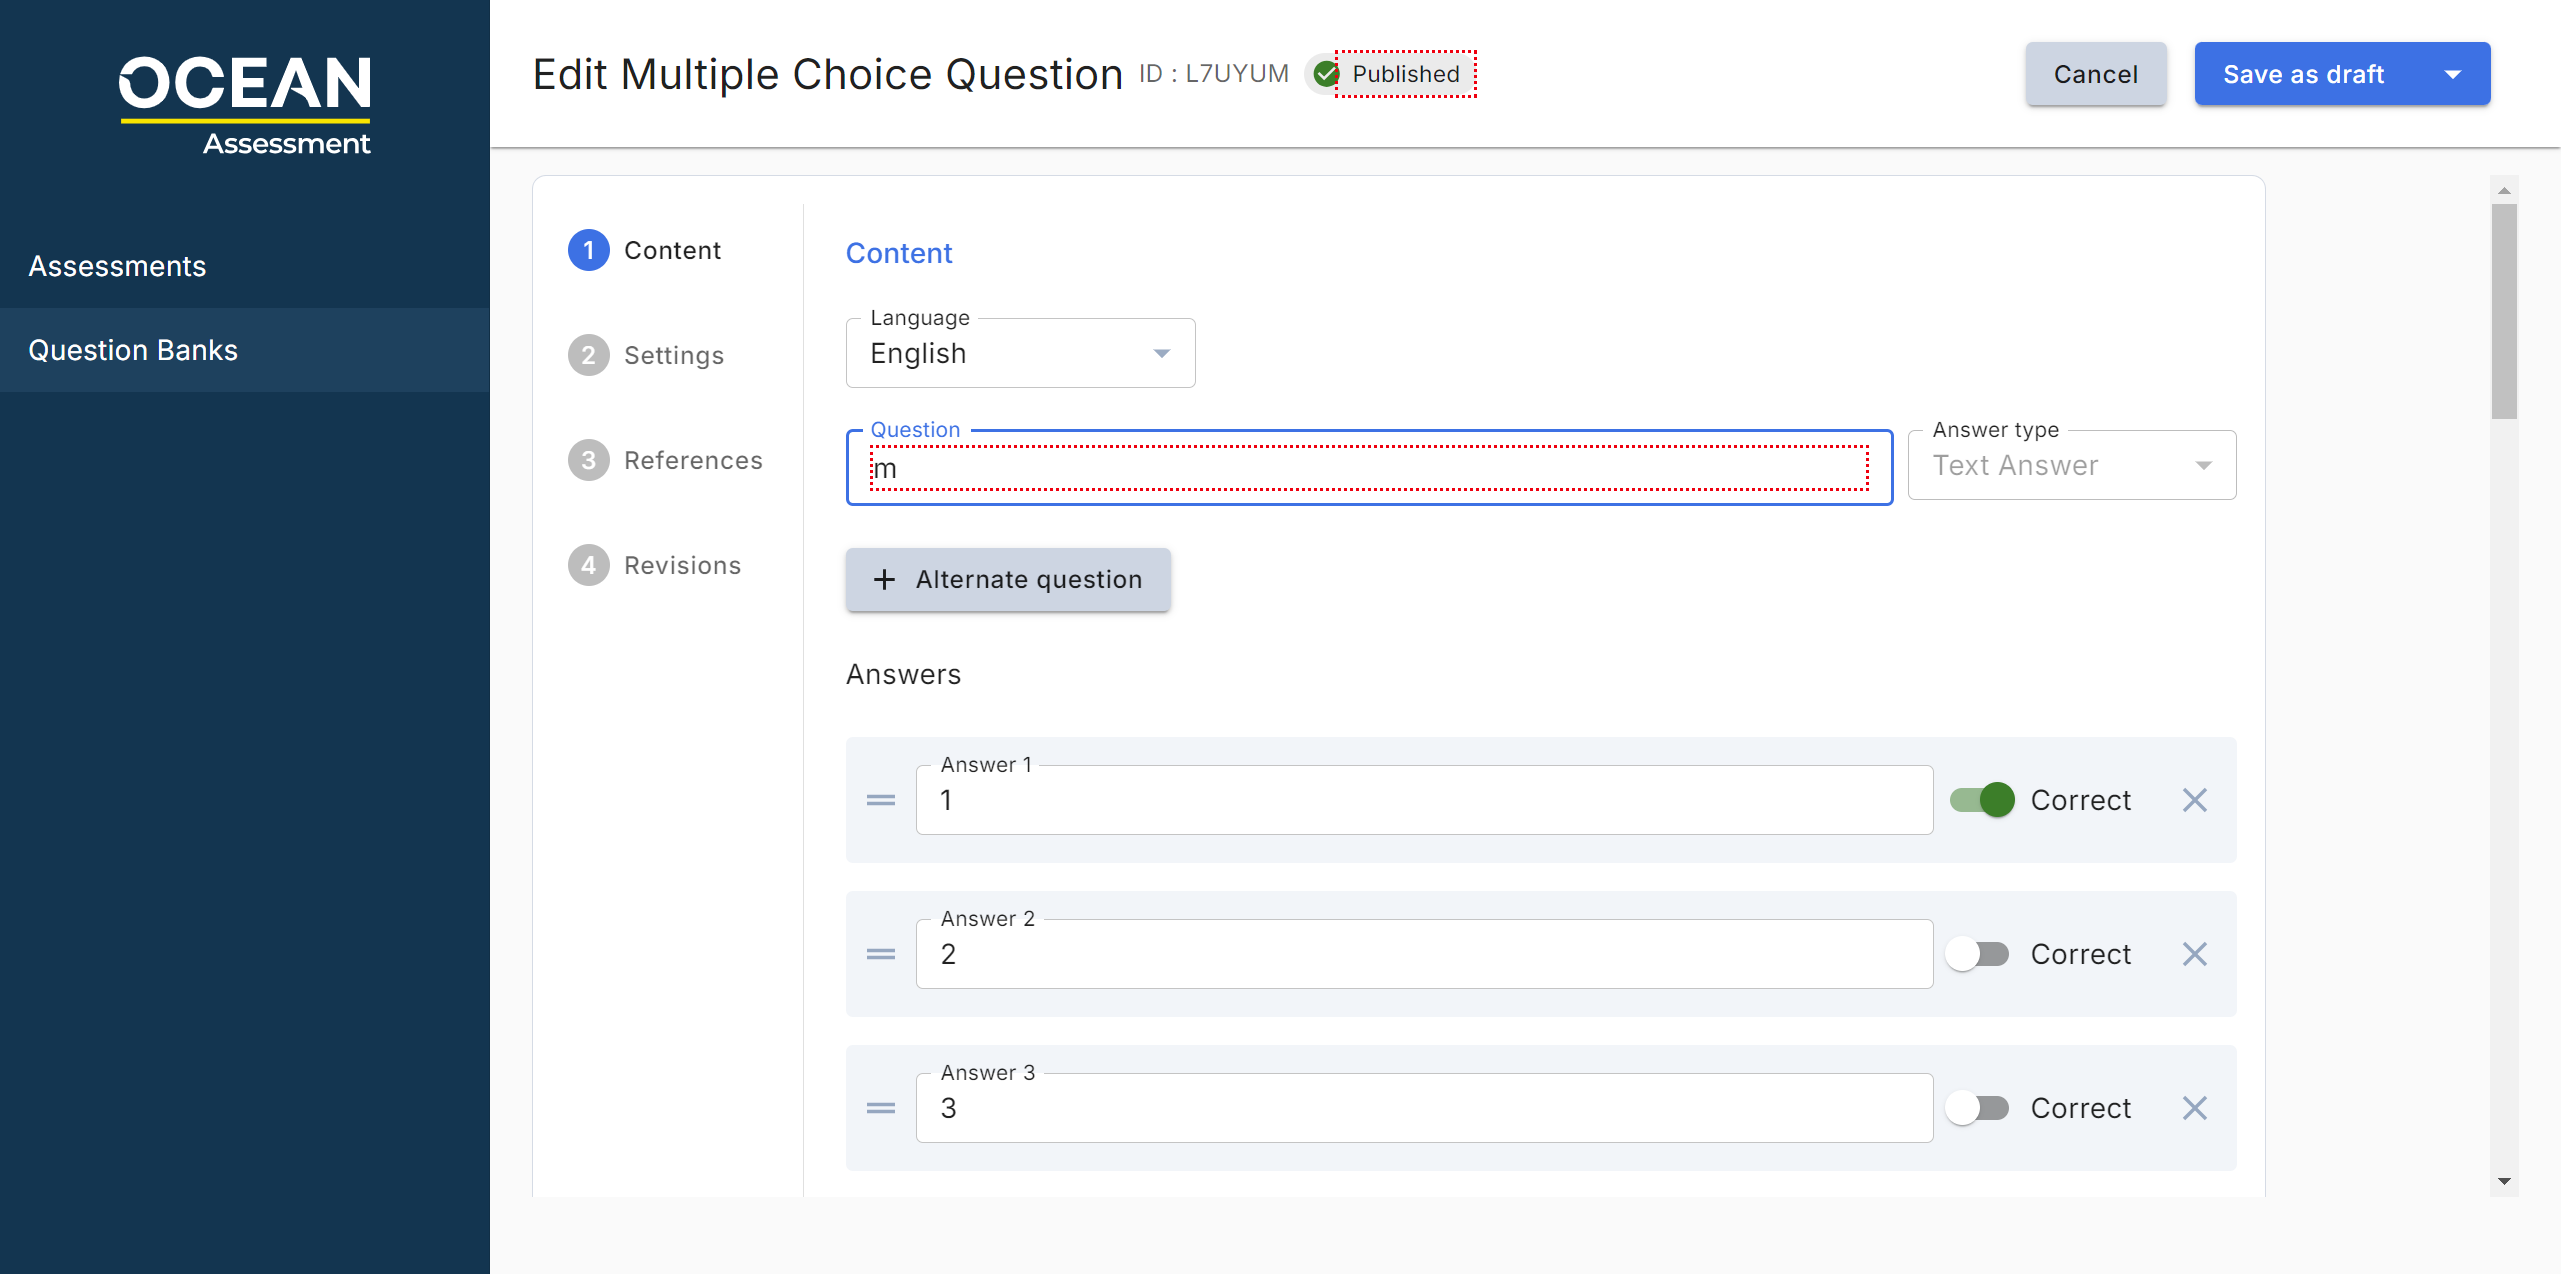 OCEAN
Assessment
Assessments
Question Banks
Edit Multiple Choice Question ID : L7UYUM Published
Cancel
Save as draft
1 Content
2 Settings
3 References
4 Revisions
Content
Language
English
Question
m
Answer type
Text Answer
+ Alternate question
Answers
Answer 1
1
Correct
Answer 2
2
Correct
Answer 3
3
Correct